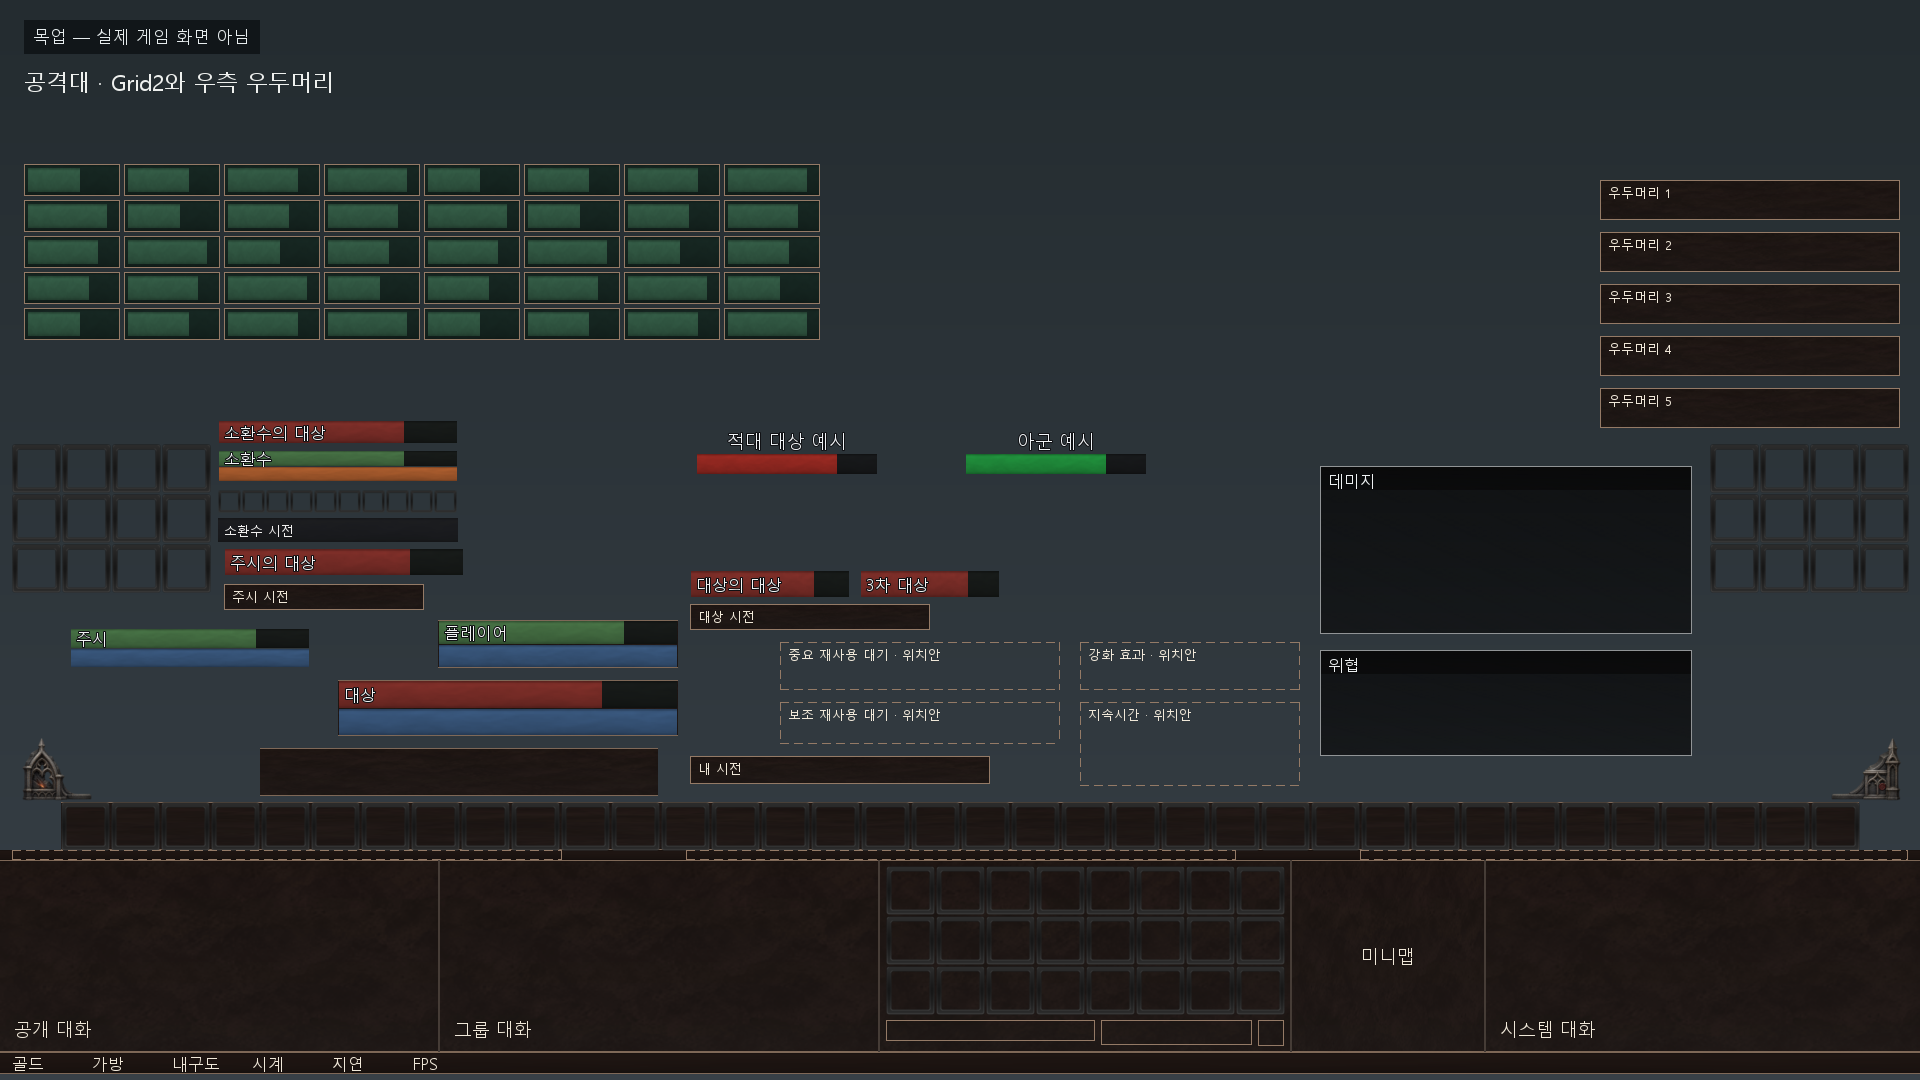 목업 — 실제 게임 화면 아님
공격대 · Grid2와 우측 우두머리
우두머리 1
우두머리 2
우두머리 3
우두머리 4
우두머리 5
소환수의 대상
소환수
소환수 시전
주시의 대상
주시 시전
주시
플레이어
대상
적대 대상 예시
아군 예시
대상의 대상
3차 대상
대상 시전
중요 재사용 대기 · 위치안
강화 효과 · 위치안
보조 재사용 대기 · 위치안
지속시간 · 위치안
내 시전
데미지
위협
공개 대화
그룹 대화
미니맵
시스템 대화
골드 가방 내구도 시계 지연 FPS